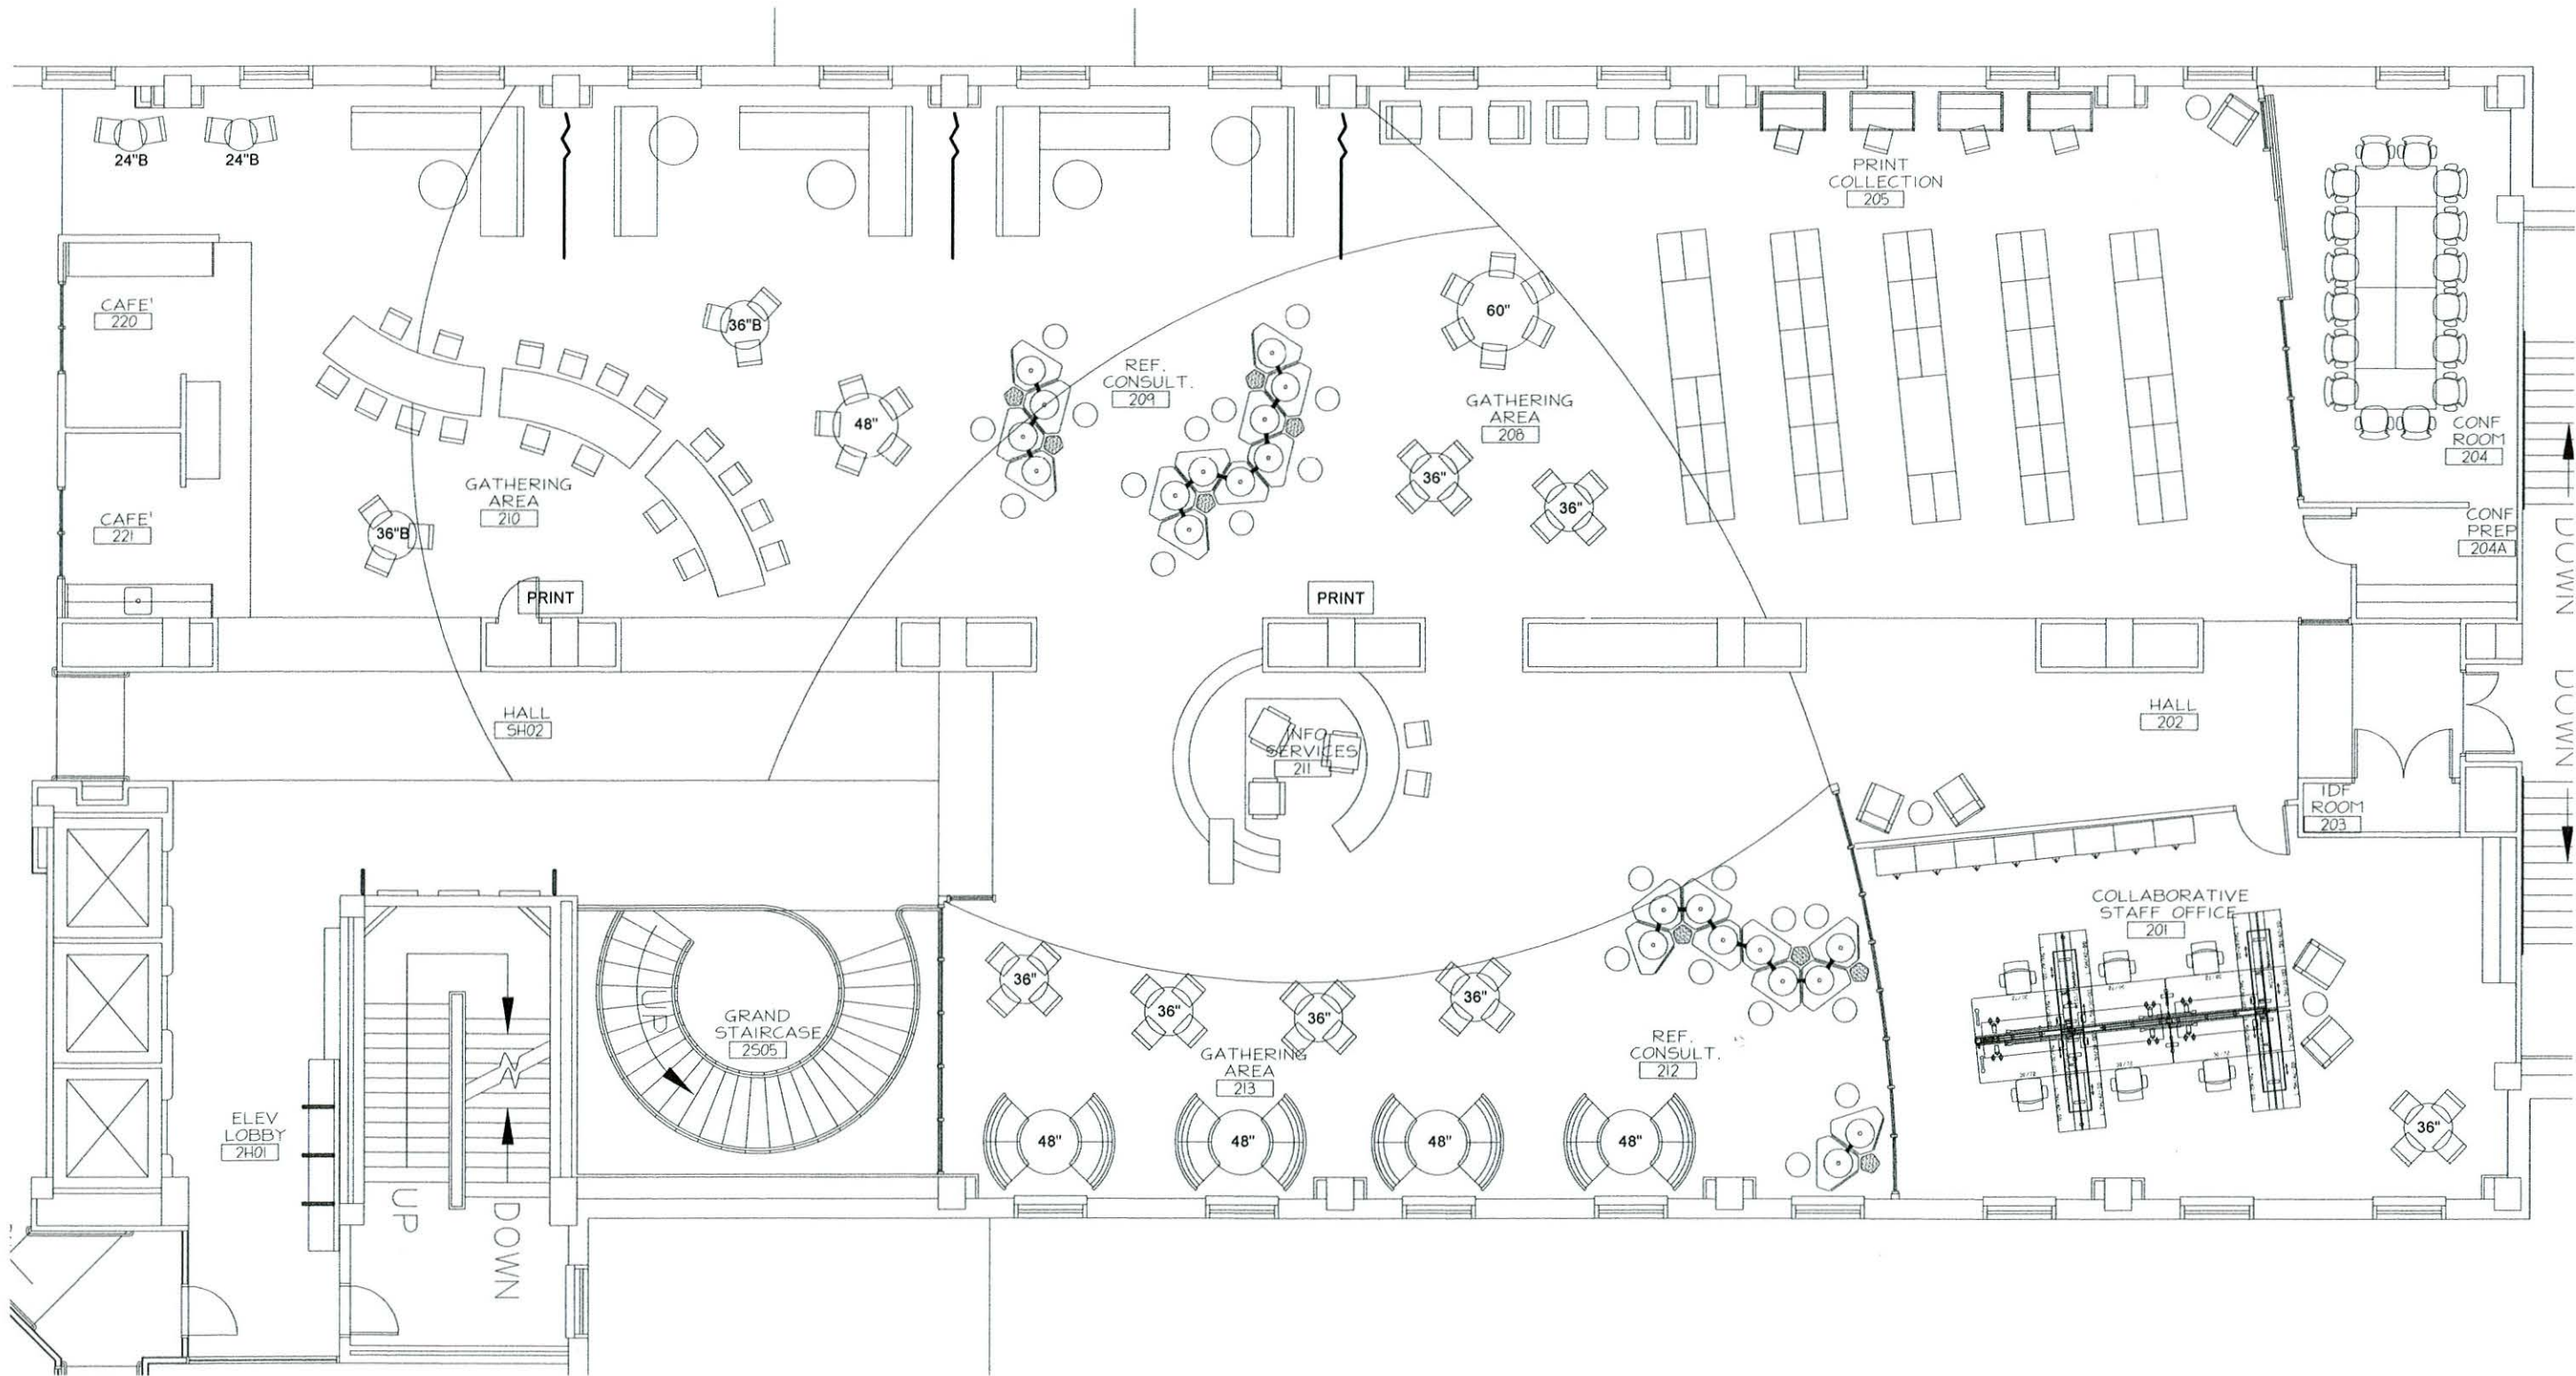 24"B
24"B
PRINT
COLLECTION
205
CAFE'
220
36"B
60"
REF.
CONSULT.
209
GATHERING
AREA
208
48"
CONF
ROOM
204
36"
36"
GATHERING
AREA
210
CAFE'
221
36"B
CONF
PREP
204A
DOWN
PRINT
PRINT
HALL
SH02
INFO
SERVICES
211
HALL
202
DOWN
IDF
ROOM
203
COLLABORATIVE
STAFF OFFICE
201
36"
36"
36"
36"
UP
GRAND
STAIRCASE
2S05
GATHERING
AREA
213
REF.
CONSULT.
212
ELEV
LOBBY
2H01
48"
48"
48"
48"
36"
UP
DOWN